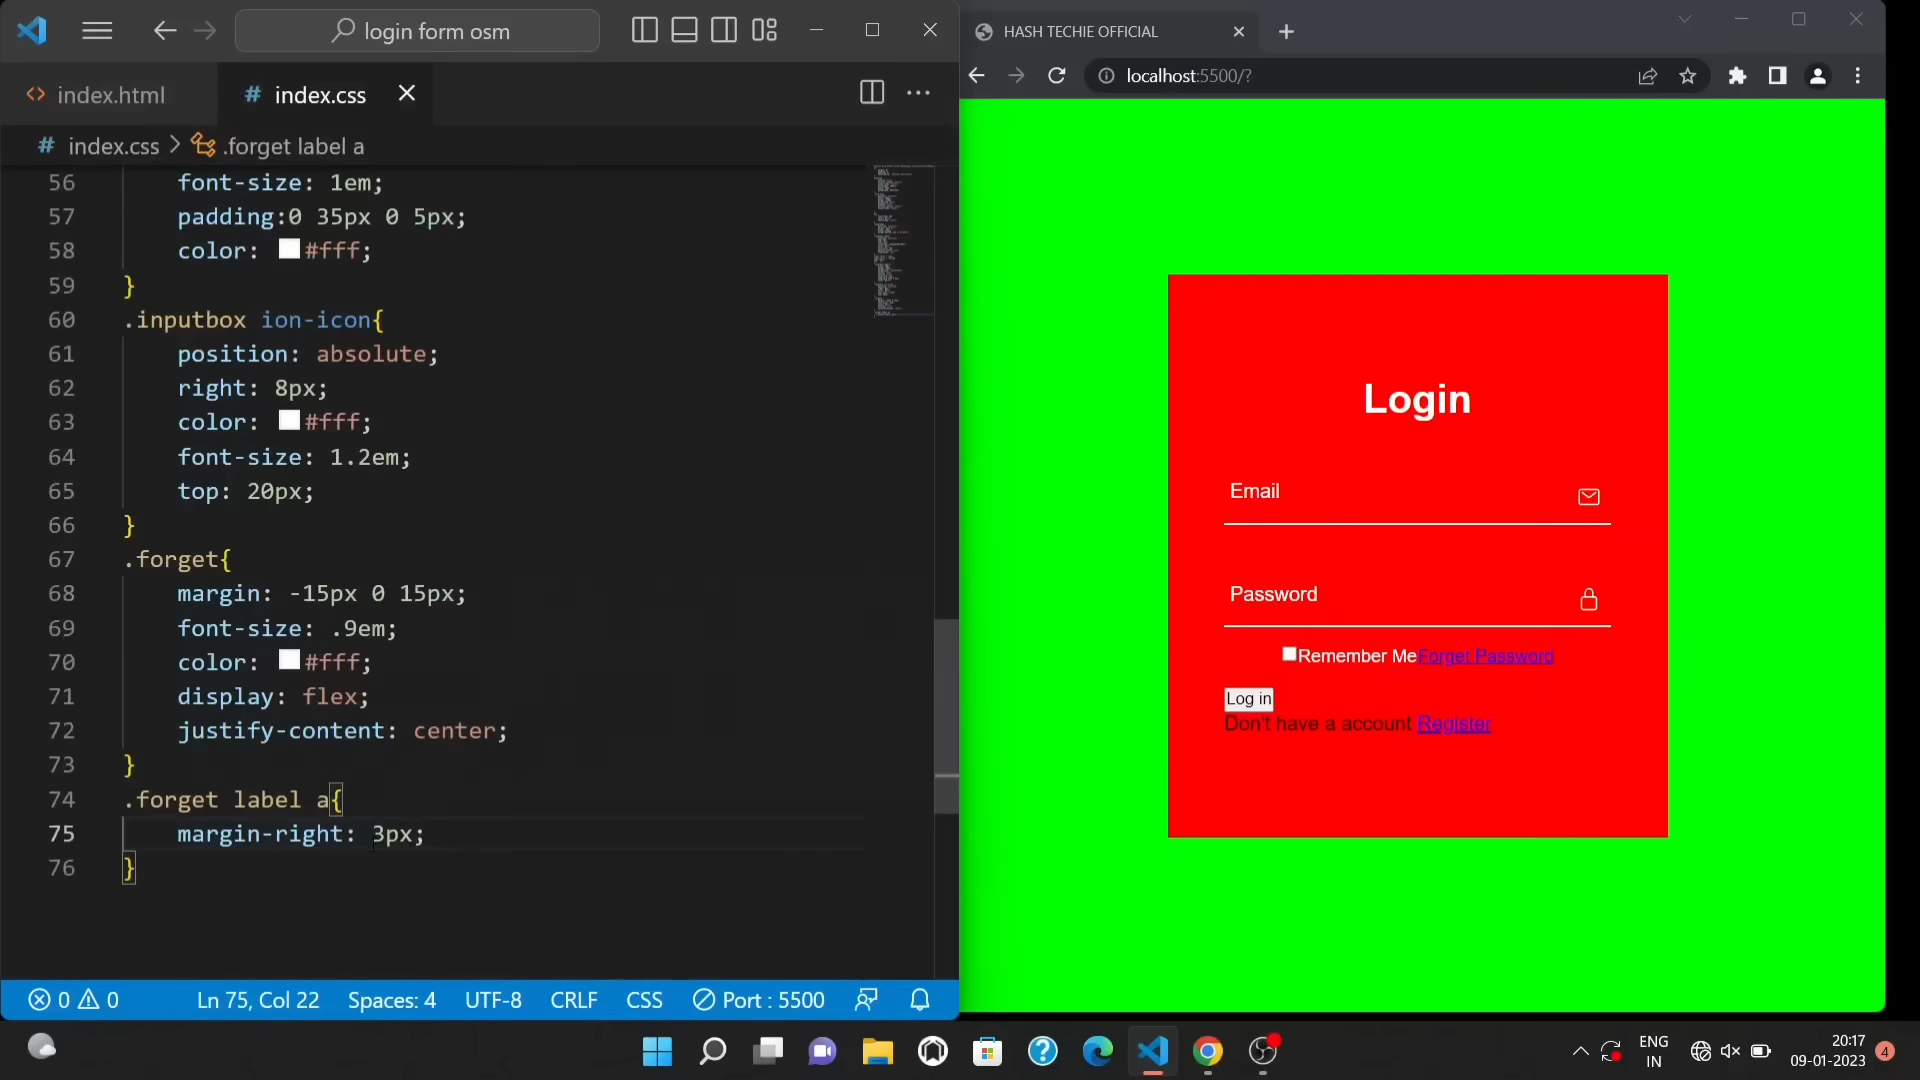 login form osm
index.html
# index.css
# index.css > .forget label a
56 font-size: 1em;
57 padding:0 35px 0 5px;
58 color: #fff;
59 }
60 .inputbox ion-icon{
61 position: absolute;
62 right: 8px;
63 color: #fff;
64 font-size: 1.2em;
65 top: 20px;
66 }
67 .forget{
68 margin: -15px 0 15px;
69 font-size: .9em;
70 color: #fff;
71 display: flex;
72 justify-content: center;
73 }
74 .forget label a{
75 margin-right: 3px;
76 }
0 0 Ln 75, Col 22 Spaces: 4 UTF-8 CRLF CSS Port : 5500
HASH TECHIE OFFICIAL
localhost:5500/?
Login
Email
Password
Remember MeForget Password
Log in
Don't have a account Register
ENG
IN
20:17
09-01-2023
4